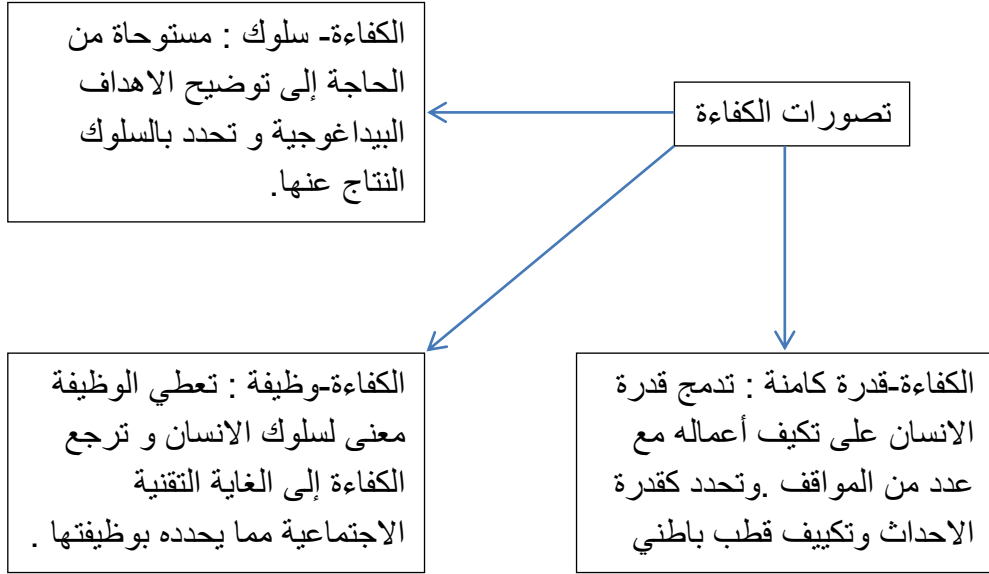 تصورات الكفاءة
الكفاءة- سلوك : مستوحاة من
الحاجة إلى توضيح الاهداف
البيداغوجية و تحدد بالسلوك
النتاج عنها.
الكفاءة-قدرة كامنة : تدمج قدرة
الانسان على تكيف أعماله مع
عدد من المواقف .وتحدد كقدرة
الاحداث وتكييف قطب باطني
الكفاءة-وظيفة : تعطي الوظيفة
معنى لسلوك الانسان و ترجع
الكفاءة إلى الغاية التقنية
الاجتماعية مما يحدده بوظيفتها .